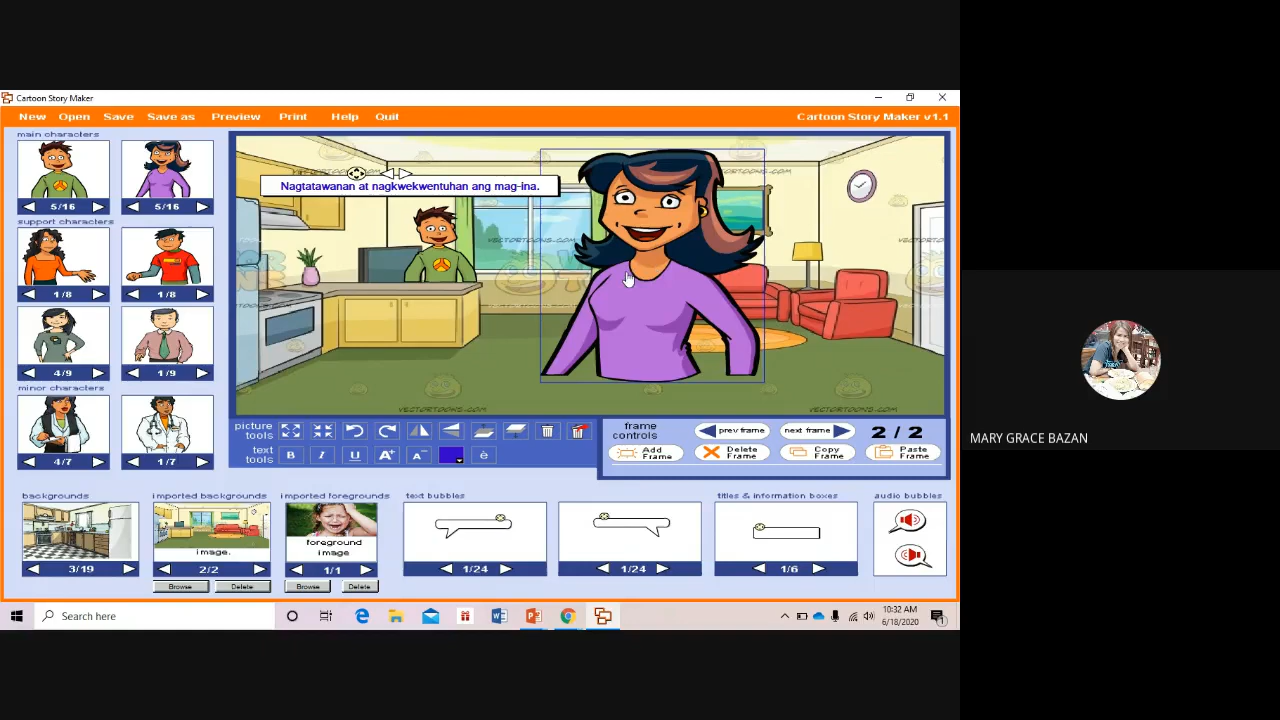 Cartoon Story Maker
New Open Save Save as Preview Print Help Quit
Cartoon Story Maker v1.1
main characters
5/16
5/16
support characters
1/8
1/8
4/9
1/9
minor characters
4/7
1/7
Nagtatawanan at nagkwekwentuhan ang mag-ina.
VECTORTOONS.COM
VECTORTOONS.COM
picture tools
text tools
B I U A+ A- è
frame controls
prev frame
next frame
2 / 2
Add Frame
Delete Frame
Copy Frame
Paste Frame
backgrounds
3/19
imported backgrounds
image.
2/2
Browse
Delete
imported foregrounds
foreground image
1/1
Browse
Delete
text bubbles
1/24
1/24
titles & information boxes
1/6
audio bubbles
Search here
10:32 AM
6/18/2020
MARY GRACE BAZAN